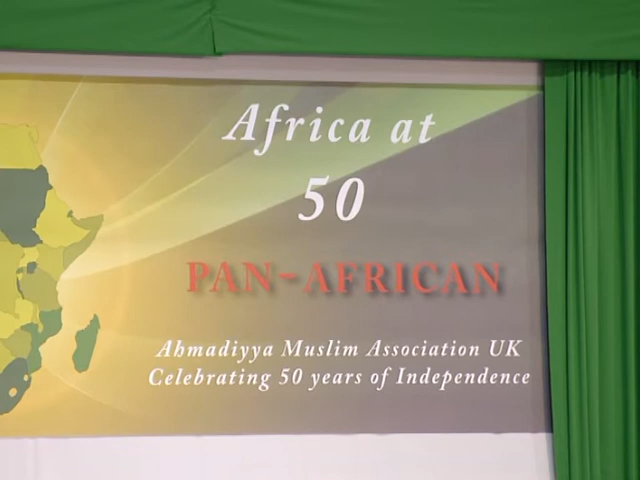 Africa at
50
PAN-AFRICAN
Ahmadiyya Muslim Association UK
Celebrating 50 years of Independence